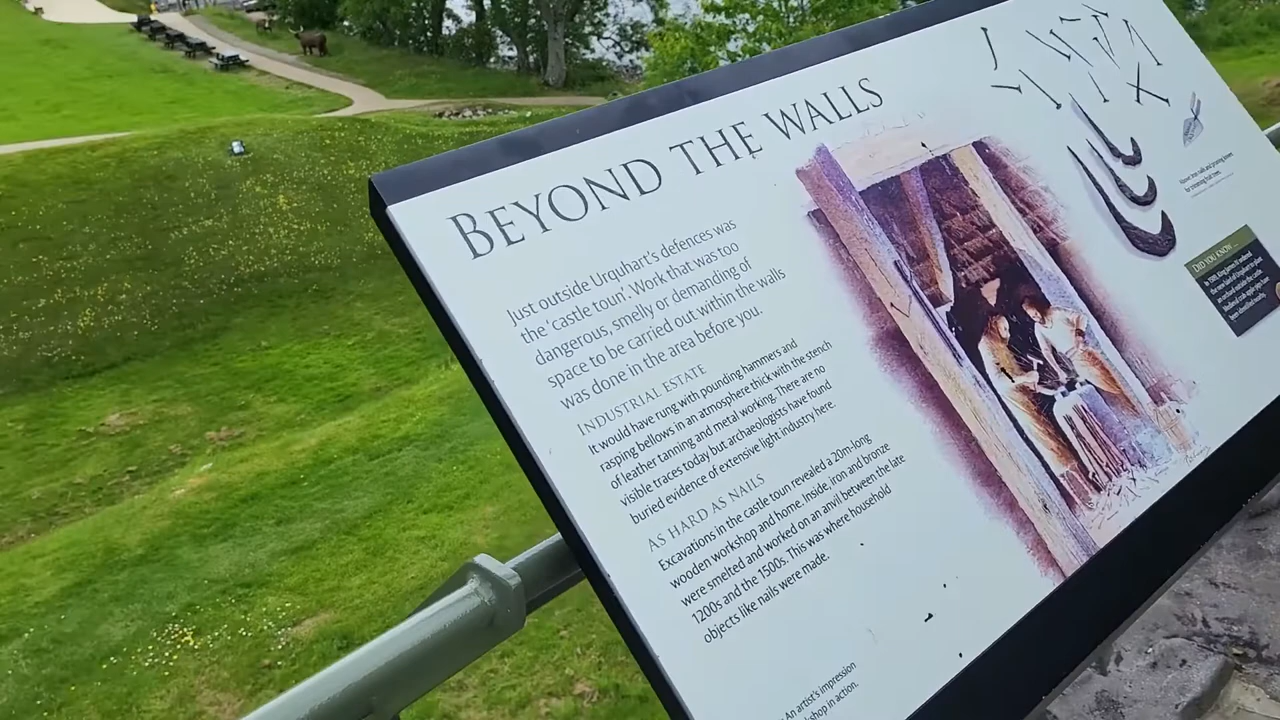 BEYOND THE WALLS
Just outside Urquhart's defences was
the 'castle toun'. Work that was too
dangerous, smelly or demanding of
space to be carried out within the walls
was done in the area before you.
INDUSTRIAL ESTATE
It would have rung with pounding hammers and
rasping bellows in an atmosphere thick with the stench
of leather tanning and metal working. There are no
visible traces today but archaeologists have found
buried evidence of extensive light industry here.
AS HARD AS NAILS
Excavations in the castle toun revealed a 20m-long
wooden workshop and home. Inside, iron and bronze
were smelted and worked on an anvil between the late
1200s and the 1500s. This was where household
objects like nails were made.
An artist's impression
in action.
DID YOU KNOW...